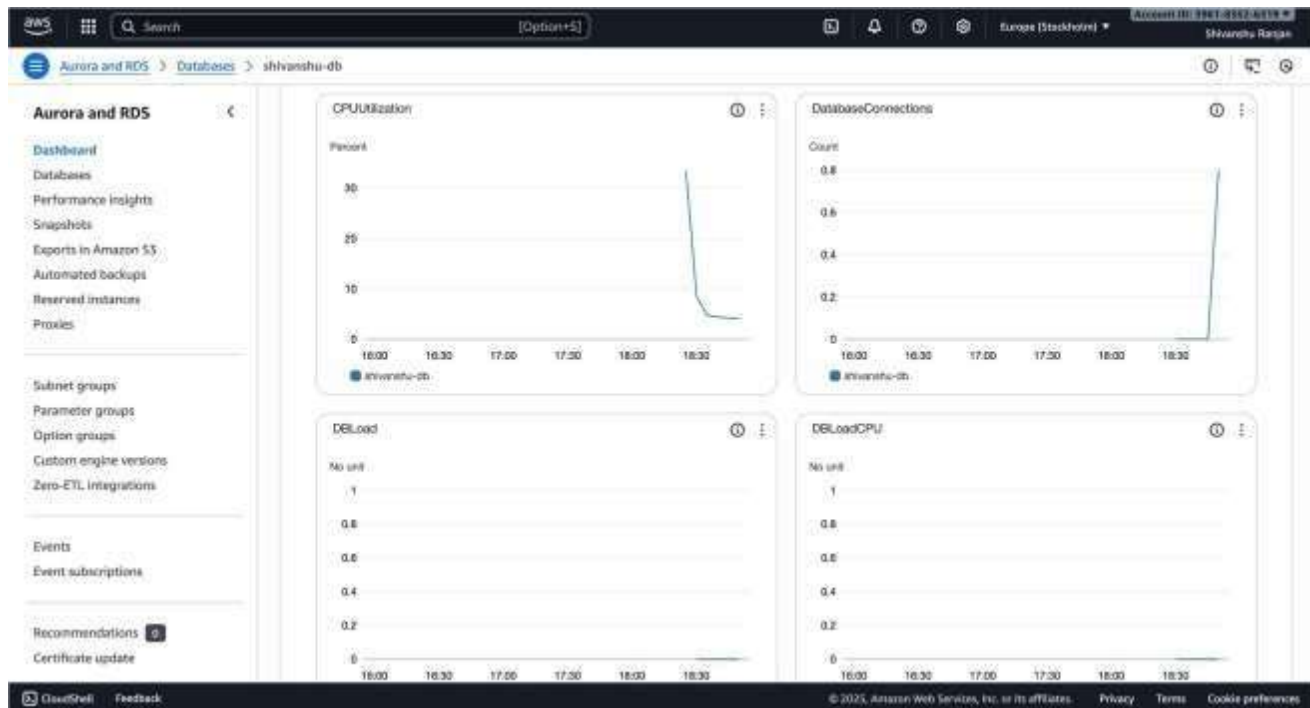 aws
Search [Option+S]
Europe (Stockholm)
Shivanshu Ranjan
Aurora and RDS > Databases > shivanshu-db
Aurora and RDS
Dashboard
Databases
Performance insights
Snapshots
Exports in Amazon S3
Automated backups
Reserved instances
Proxies
Subnet groups
Parameter groups
Option groups
Custom engine versions
Zero-ETL integrations
Events
Event subscriptions
Recommendations 0
Certificate update
CPUUtilization
Percent
30
20
10
0
16:00 16:30 17:00 17:30 18:00 18:30
shivanshu-db
DatabaseConnections
Count
0.8
0.6
0.4
0.2
0
16:00 16:30 17:00 17:30 18:00 18:30
shivanshu-db
DBLoad
No unit
1
0.8
0.6
0.4
0.2
0
16:00 16:30 17:00 17:30 18:00 18:30
DBLoadCPU
No unit
1
0.8
0.6
0.4
0.2
0
16:00 16:30 17:00 17:30 18:00 18:30
CloudShell Feedback
© 2025, Amazon Web Services, Inc. or its affiliates. Privacy Terms Cookie preferences